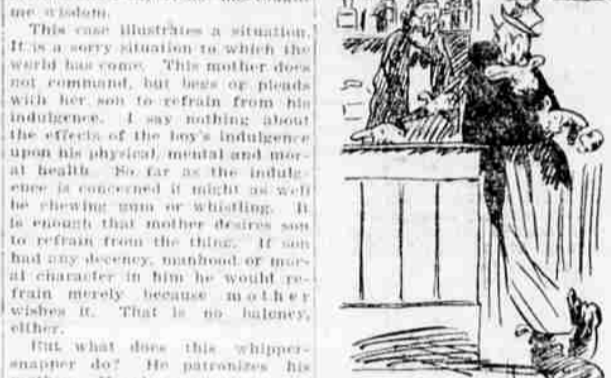 me wisdom.
This case illustrates a situation.
It is a sorry situation to which the
world has come. This mother does
not command, but begs or pleads
with her son to refrain from his
indulgence. I say nothing about
the effects of the boy's indulgence
upon his physical, mental and mor-
al health. So far as the indulg-
ence is concerned it might as well
be chewing gum or whistling. It
is enough that mother desires son
to refrain from the thing. If son
had any decency, manhood or mor-
al character in him he would re-
frain merely because mother
wishes it. That is no baloney,
either.
But what does this whipper-
snapper do? He patronizes his